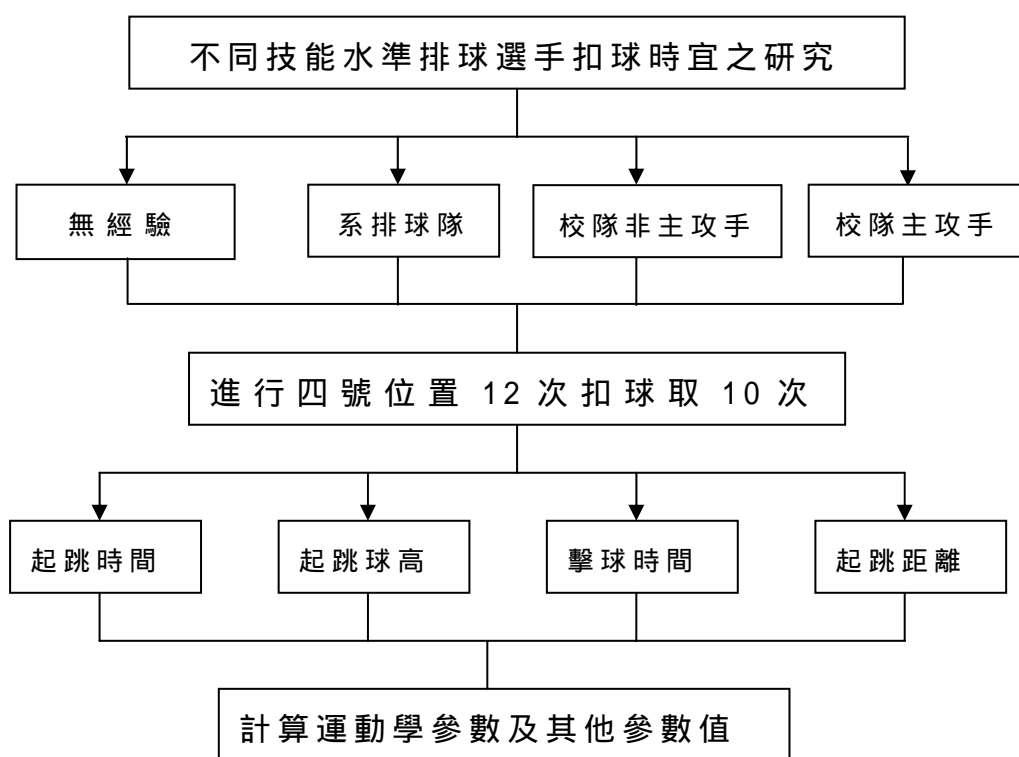 不同技能水準排球選手扣球時宜之研究
無經驗
系排球隊
校隊非主攻手
校隊主攻手
進行四號位置 12 次扣球取 10 次
起跳時間
起跳球高
擊球時間
起跳距離
計算運動學參數及其他參數值